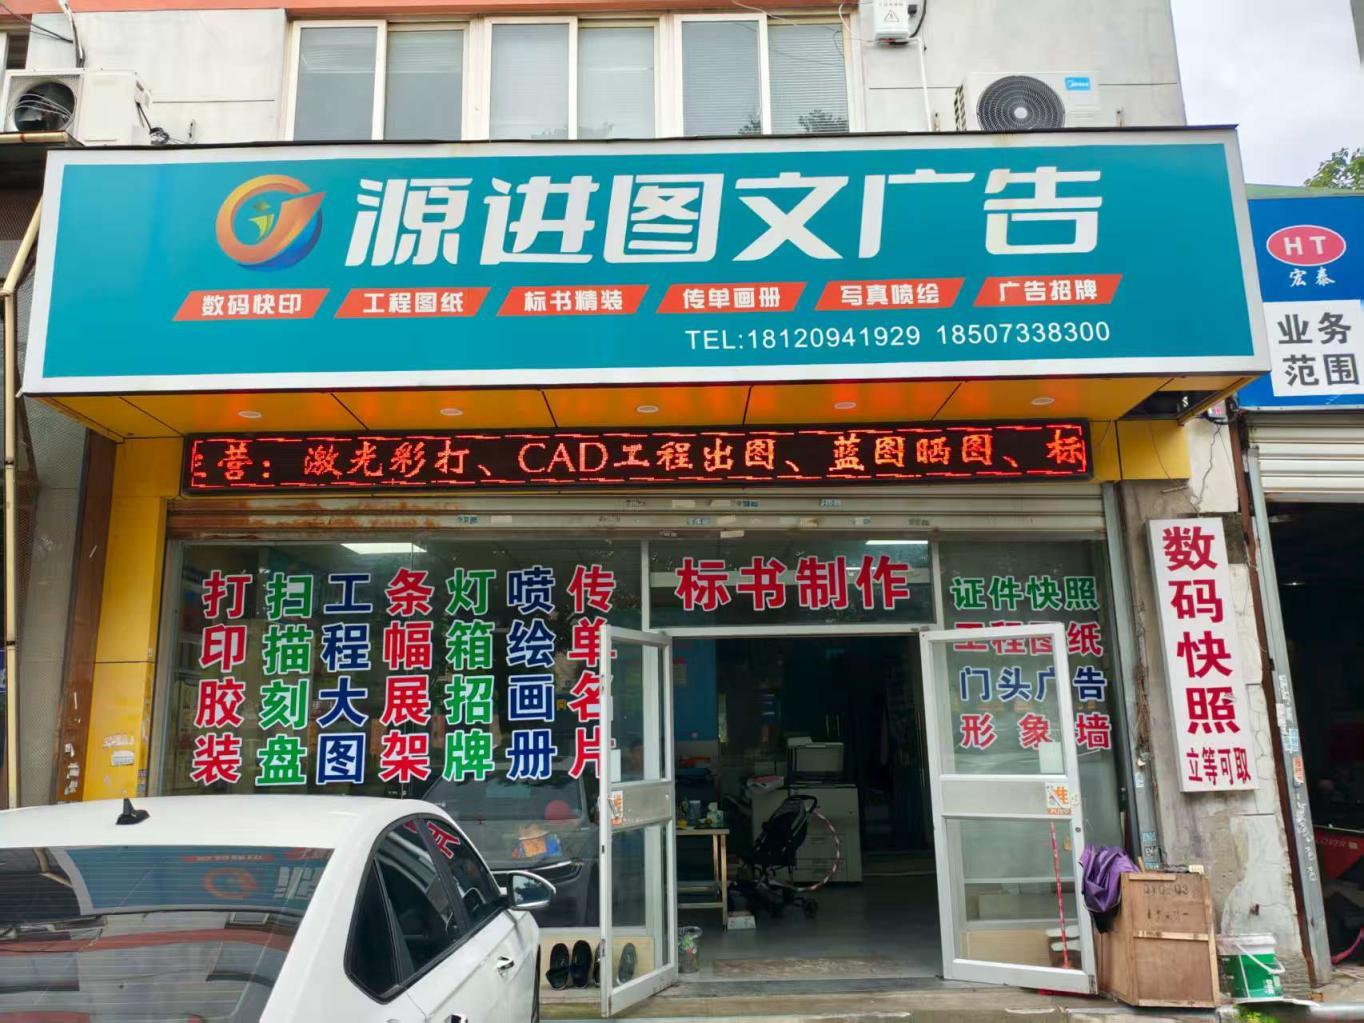 源进图文广告
数码快印 工程图纸 标书精装 传单画册 写真喷绘 广告招牌
TEL:18120941929 18507338300
营：激光彩打、CAD工程出图、蓝图晒图、标
打印胶装
扫描刻盘
工程大图
条幅展架
灯箱招牌
喷绘画册
传单名片
标书制作
证件快照
工程图纸
门头广告
形象墙
数码快照
立等可取
HT
宏泰
业务
范围
Midea